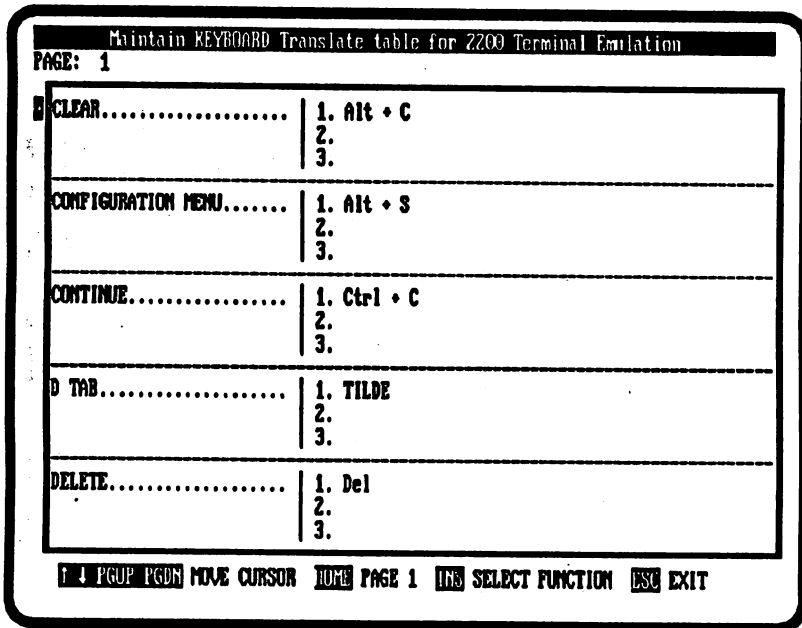 Maintain KEYBOARD Translate table for 2200 Terminal Emulation
PAGE: 1
CLEAR.................... 1. Alt + C
2.
3.
CONFIGURATION MENU....... 1. Alt + S
2.
3.
CONTINUE................. 1. Ctrl + C
2.
3.
D TAB.................... 1. TILDE
2.
3.
DELETE................... 1. Del
2.
3.
↑ ↓ PGUP PGDN MOVE CURSOR HOME PAGE 1 INS SELECT FUNCTION ESC EXIT